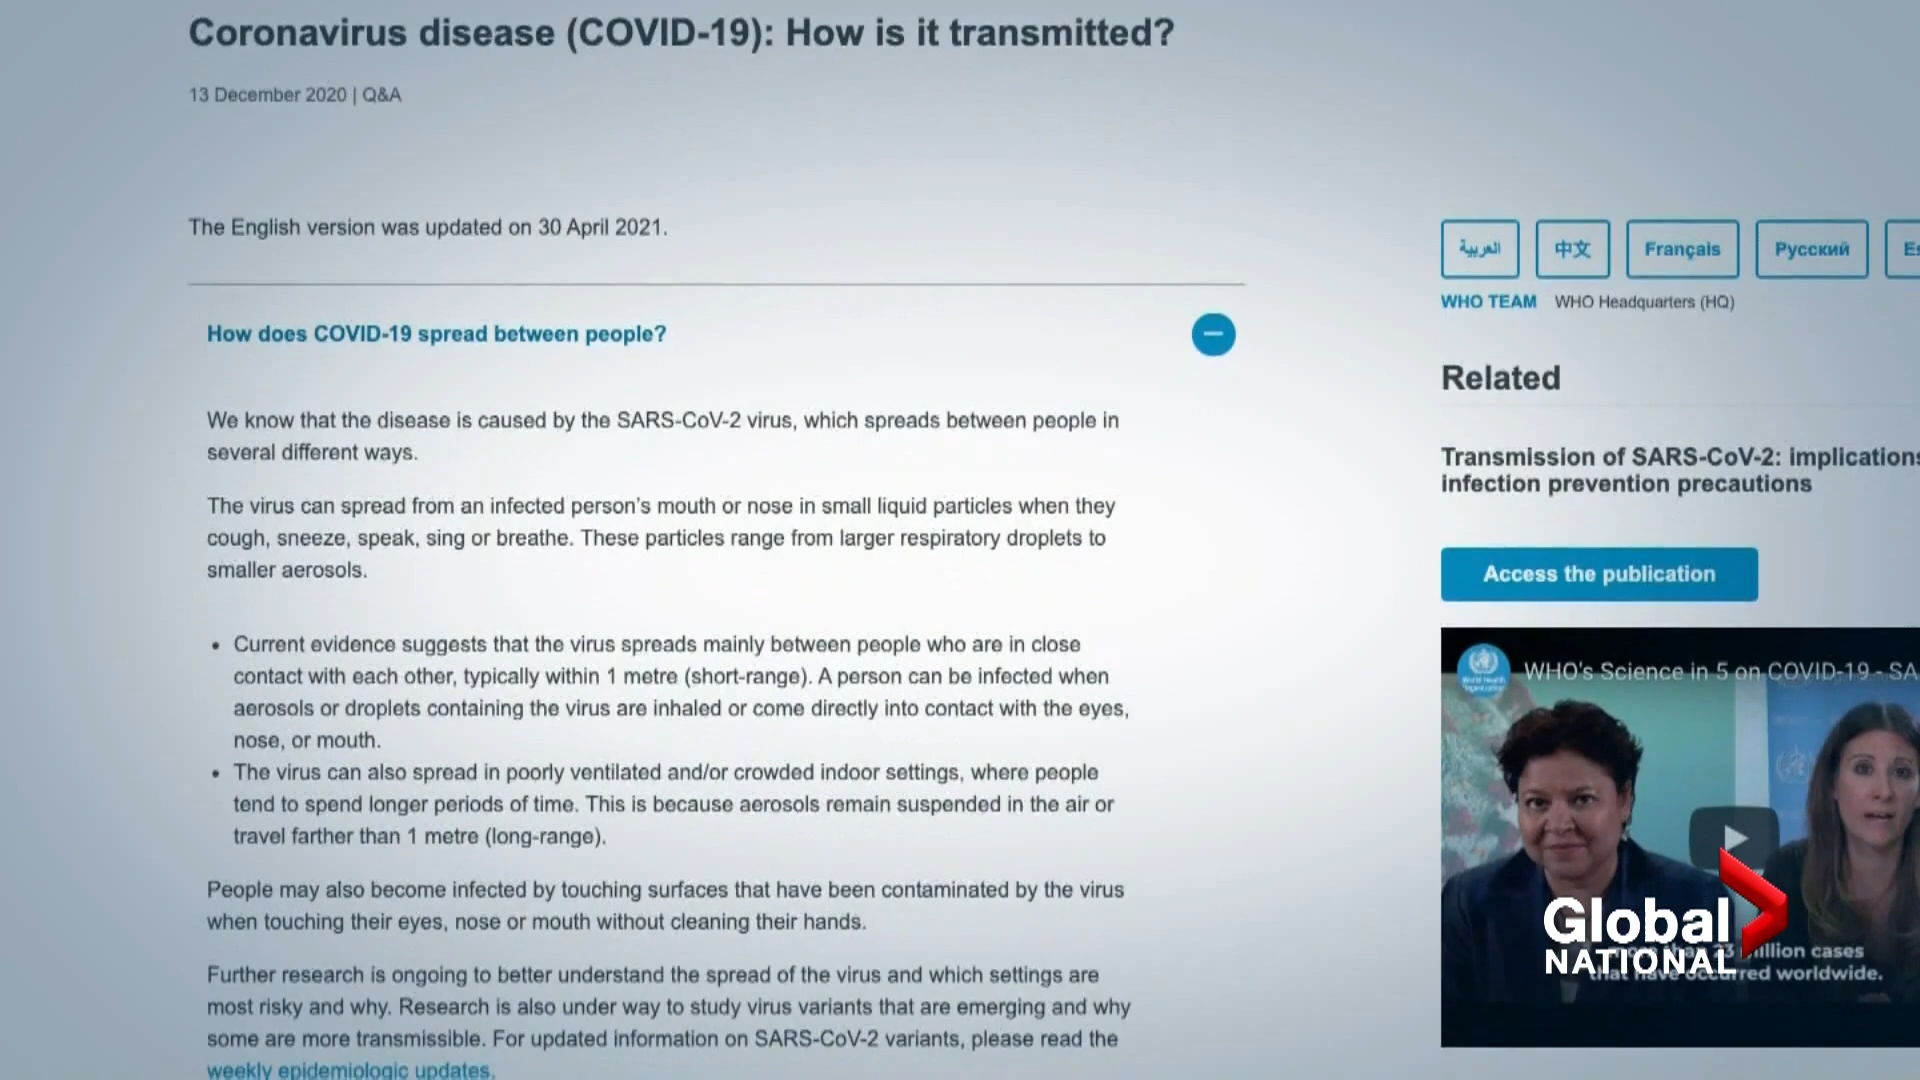 Coronavirus disease (COVID-19): How is it transmitted?
13 December 2020 | Q&A
The English version was updated on 30 April 2021.
How does COVID-19 spread between people?
We know that the disease is caused by the SARS-CoV-2 virus, which spreads between people in
several different ways.
The virus can spread from an infected person's mouth or nose in small liquid particles when they
cough, sneeze, speak, sing or breathe. These particles range from larger respiratory droplets to
smaller aerosols.
• Current evidence suggests that the virus spreads mainly between people who are in close
contact with each other, typically within 1 metre (short-range). A person can be infected when
aerosols or droplets containing the virus are inhaled or come directly into contact with the eyes,
nose, or mouth.
• The virus can also spread in poorly ventilated and/or crowded indoor settings, where people
tend to spend longer periods of time. This is because aerosols remain suspended in the air or
travel farther than 1 metre (long-range).
People may also become infected by touching surfaces that have been contaminated by the virus
when touching their eyes, nose or mouth without cleaning their hands.
Further research is ongoing to better understand the spread of the virus and which settings are
most risky and why. Research is also under way to study virus variants that are emerging and why
some are more transmissible. For updated information on SARS-CoV-2 variants, please read the
weekly epidemiologic updates.
العربية 中文 Français Русский Es
WHO TEAM WHO Headquarters (HQ)
Related
Transmission of SARS-CoV-2: implications
infection prevention precautions
Access the publication
World Health
Organization
WHO's Science in 5 on COVID-19 - SA
Global
NATIONAL
cases
that have occurred worldwide.